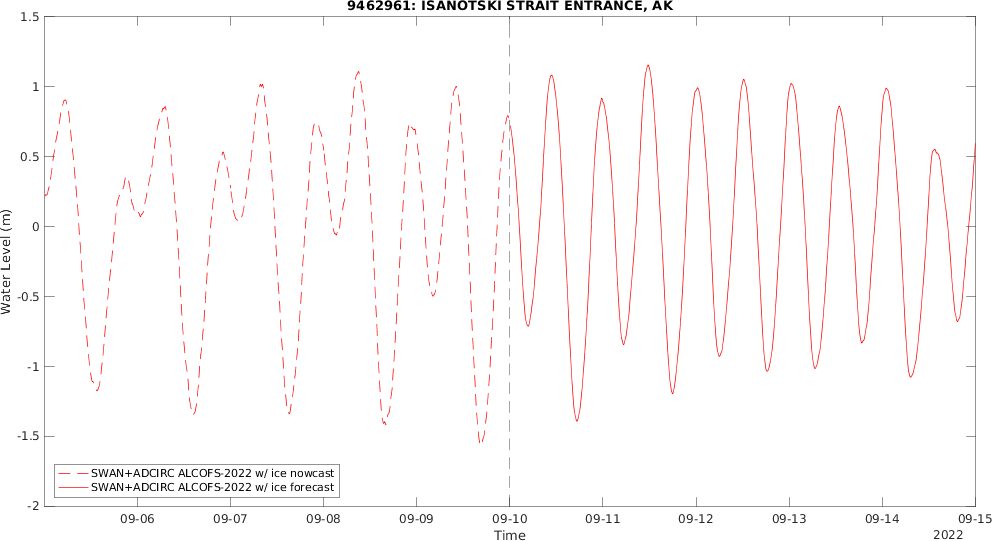 9462961: ISANOTSKI STRAIT ENTRANCE, AK
1.5
1
0.5
0
-0.5
-1
-1.5
-2
Water Level (m)
SWAN+ADCIRC ALCOFS-2022 w/ ice nowcast
SWAN+ADCIRC ALCOFS-2022 w/ ice forecast
09-06 09-07 09-08 09-09 09-10 09-11 09-12 09-13 09-14 09-15
Time
2022